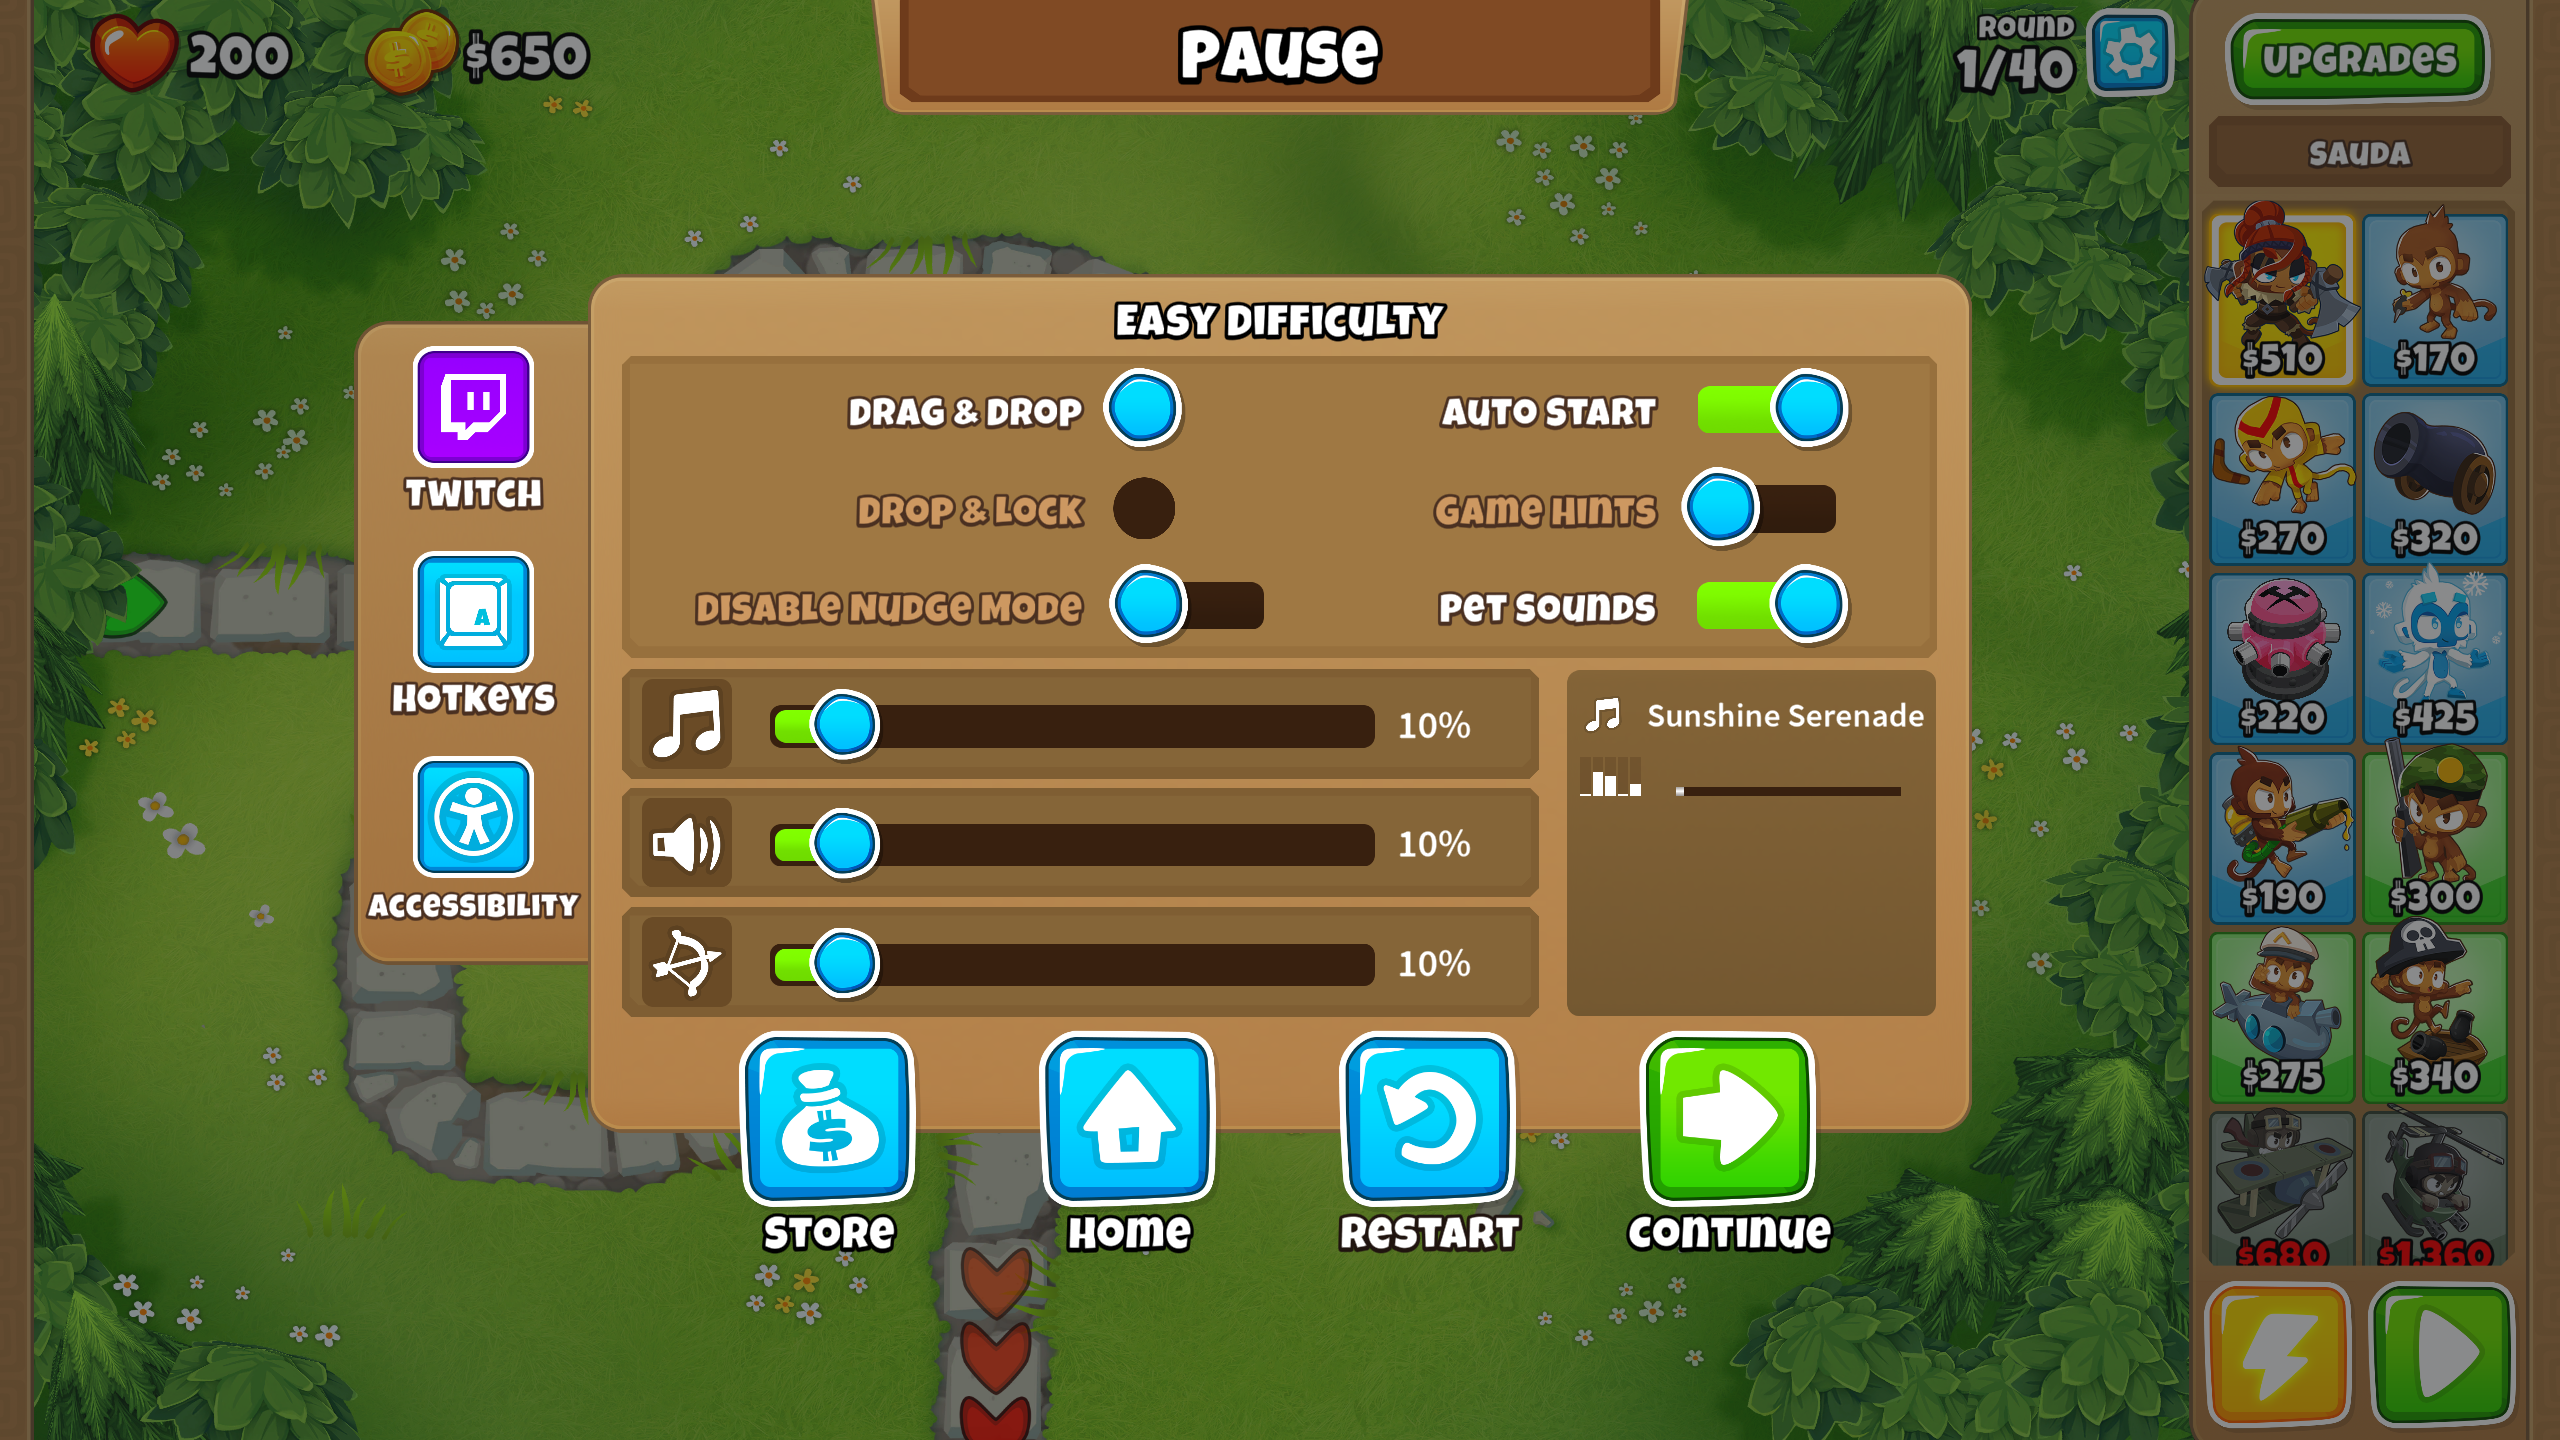 200
$650
PAUSE
ROUND
1/40
UPGRADES
SAUDA
$510
$170
$270
$320
$220
$425
$190
$300
$275
$340
$680
$1,360
EASY DIFFICULTY
DRAG & DROP
AUTO START
DROP & LOCK
GAME HINTS
DISABLE NUDGE MODE
PET SOUNDS
TWITCH
A
HOTKEYS
ACCESSIBILITY
10%
10%
10%
Sunshine Serenade
STORE
HOME
RESTART
CONTINUE